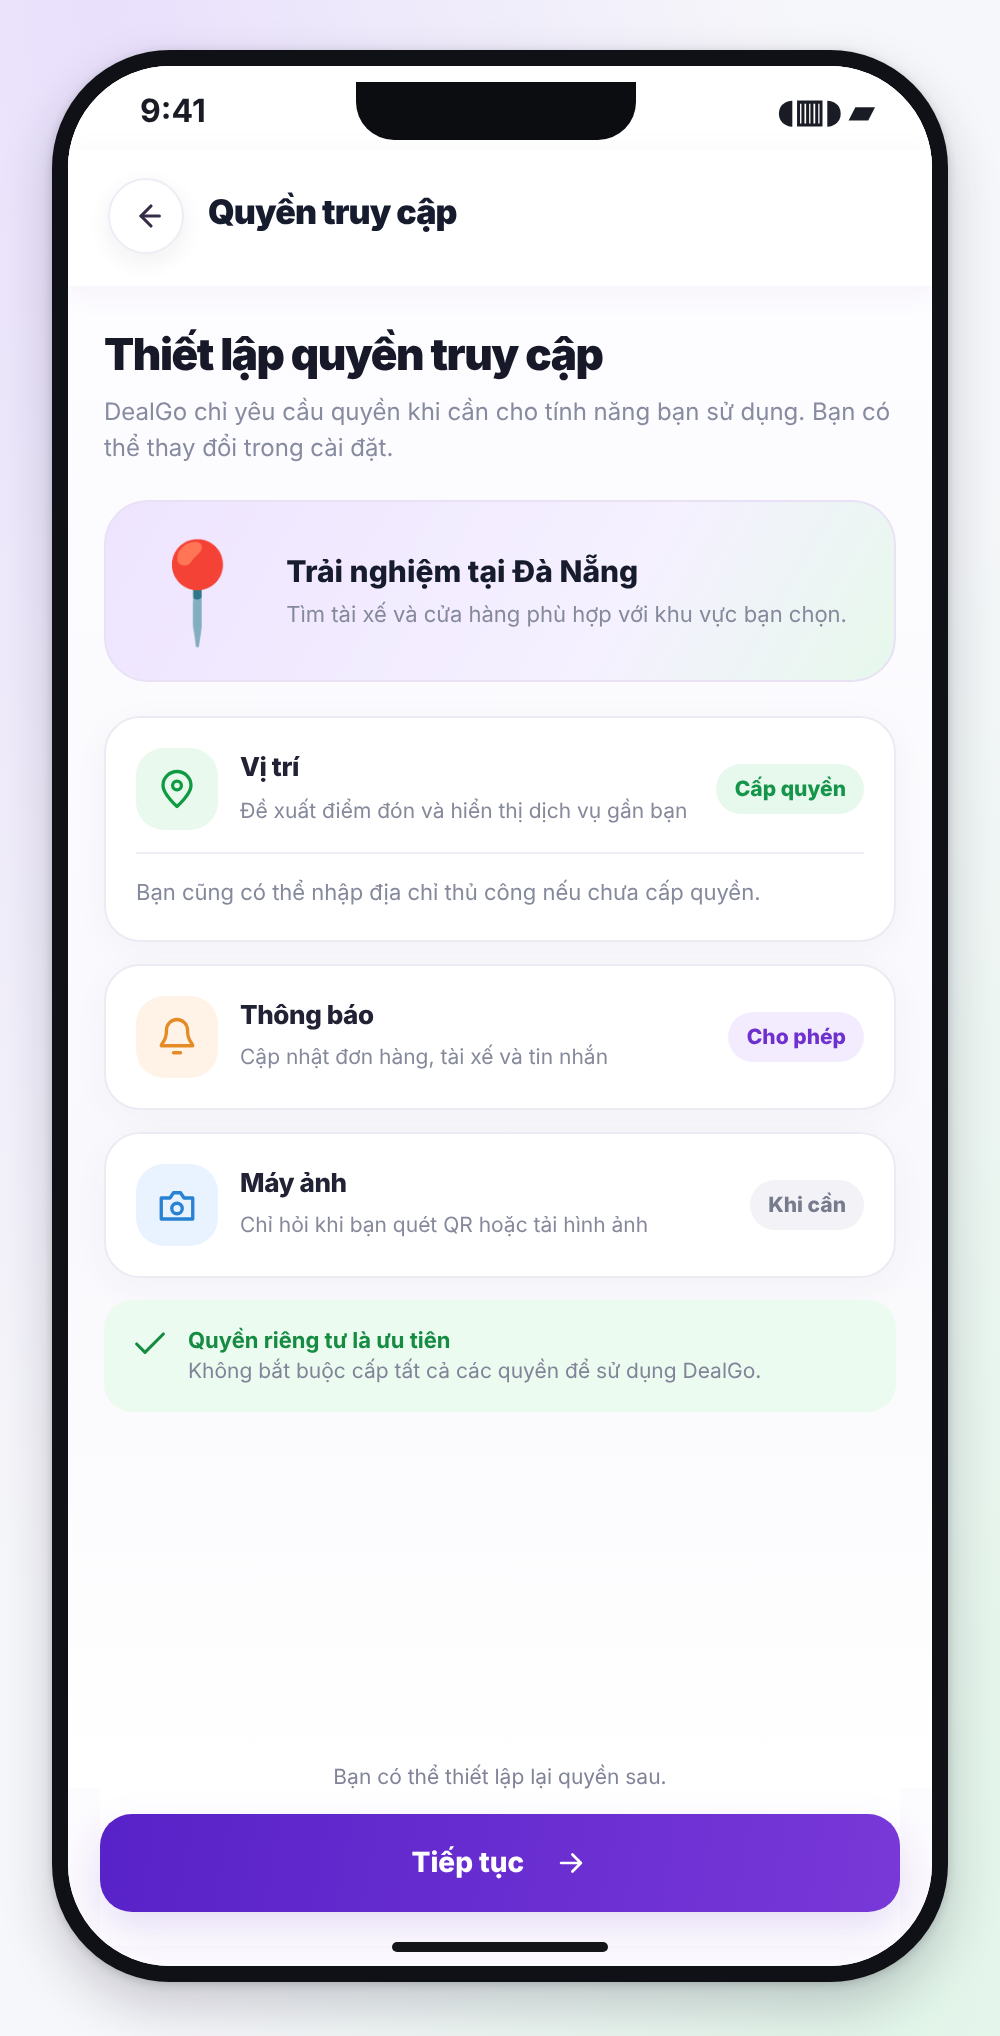 9:41
Quyền truy cập
Thiết lập quyền truy cập
DealGo chỉ yêu cầu quyền khi cần cho tính năng bạn sử dụng. Bạn có
thể thay đổi trong cài đặt.
Trải nghiệm tại Đà Nẵng
Tìm tài xế và cửa hàng phù hợp với khu vực bạn chọn.
Vị trí
Đề xuất điểm đón và hiển thị dịch vụ gần bạn
Cấp quyền
Bạn cũng có thể nhập địa chỉ thủ công nếu chưa cấp quyền.
Thông báo
Cập nhật đơn hàng, tài xế và tin nhắn
Cho phép
Máy ảnh
Chỉ hỏi khi bạn quét QR hoặc tải hình ảnh
Khi cần
Quyền riêng tư là ưu tiên
Không bắt buộc cấp tất cả các quyền để sử dụng DealGo.
Bạn có thể thiết lập lại quyền sau.
Tiếp tục